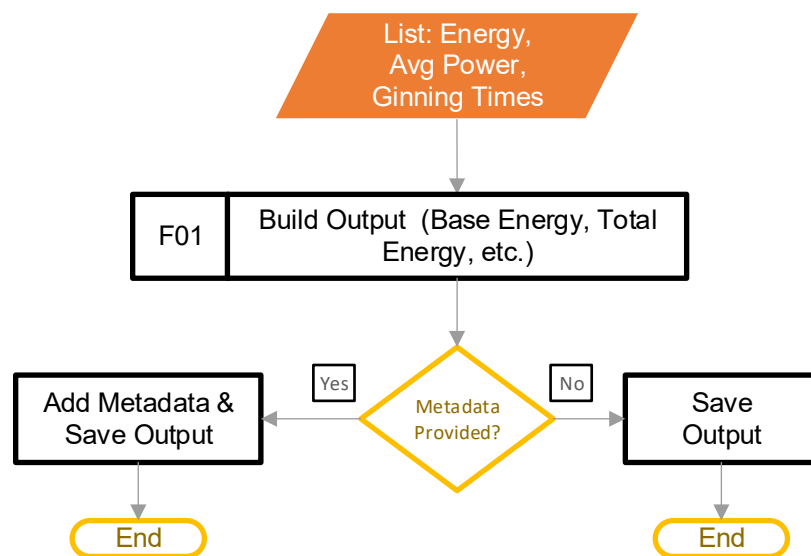 List: Energy,
Avg Power,
Ginning Times
F01
Build Output  (Base Energy, Total
Energy, etc.)
Yes
No
Add Metadata &
Save Output
Metadata
Provided?
Save
Output
End
End